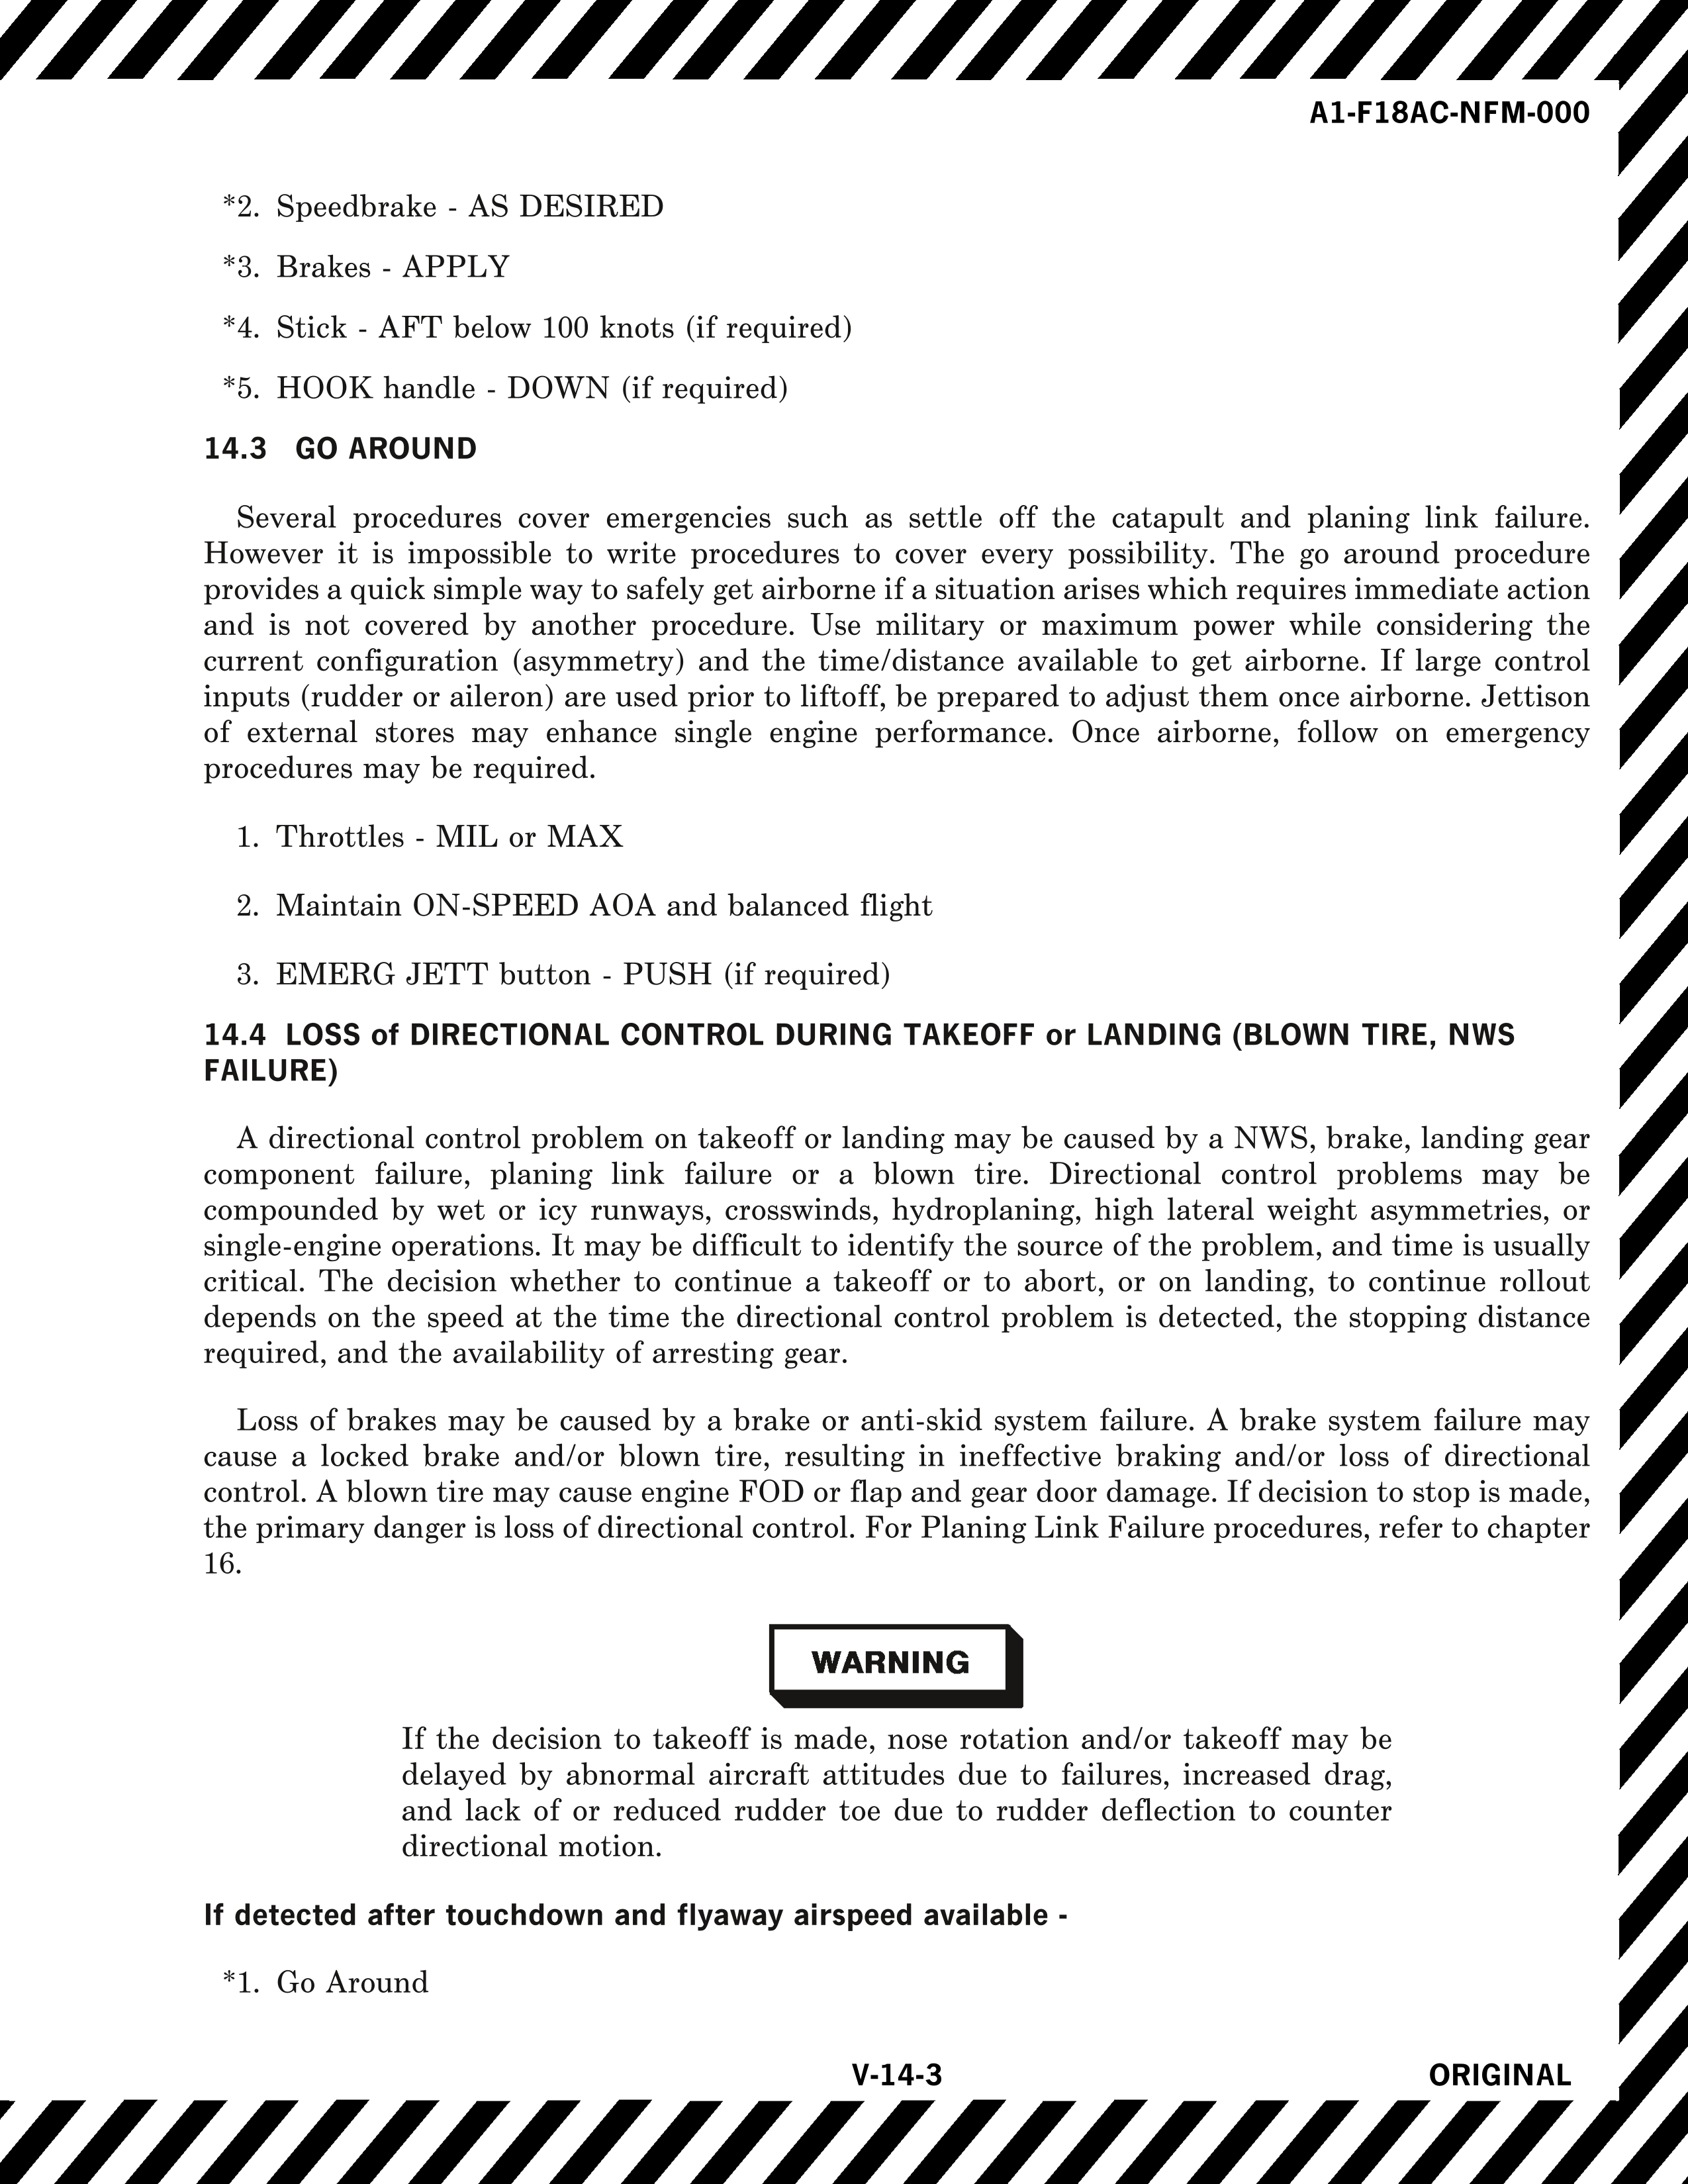 A1-F18AC-NFM-000
*2. Speedbrake - AS DESIRED
*3. Brakes - APPLY
*4. Stick - AFT below 100 knots (if required)
*5. HOOK handle - DOWN (if required)
14.3 GO AROUND
Several procedures cover emergencies such as settle off the catapult and planing link failure.
However it is impossible to write procedures to cover every possibility. The go around procedure
provides a quick simple way to safely get airborne if a situation arises which requires immediate action
and is not covered by another procedure. Use military or maximum power while considering the
current configuration (asymmetry) and the time/distance available to get airborne. If large control
inputs (rudder or aileron) are used prior to liftoff, be prepared to adjust them once airborne. Jettison
of external stores may enhance single engine performance. Once airborne, follow on emergency
procedures may be required.
1. Throttles - MIL or MAX
2. Maintain ON-SPEED AOA and balanced flight
3. EMERG JETT button - PUSH (if required)
14.4 LOSS of DIRECTIONAL CONTROL DURING TAKEOFF or LANDING (BLOWN TIRE, NWS
FAILURE)
A directional control problem on takeoff or landing may be caused by a NWS, brake, landing gear
component failure, planing link failure or a blown tire. Directional control problems may be
compounded by wet or icy runways, crosswinds, hydroplaning, high lateral weight asymmetries, or
single-engine operations. It may be difficult to identify the source of the problem, and time is usually
critical. The decision whether to continue a takeoff or to abort, or on landing, to continue rollout
depends on the speed at the time the directional control problem is detected, the stopping distance
required, and the availability of arresting gear.
Loss of brakes may be caused by a brake or anti-skid system failure. A brake system failure may
cause a locked brake and/or blown tire, resulting in ineffective braking and/or loss of directional
control. A blown tire may cause engine FOD or flap and gear door damage. If decision to stop is made,
the primary danger is loss of directional control. For Planing Link Failure procedures, refer to chapter
16.
WARNING
If the decision to takeoff is made, nose rotation and/or takeoff may be
delayed by abnormal aircraft attitudes due to failures, increased drag,
and lack of or reduced rudder toe due to rudder deflection to counter
directional motion.
If detected after touchdown and flyaway airspeed available -
*1. Go Around
V-14-3
ORIGINAL